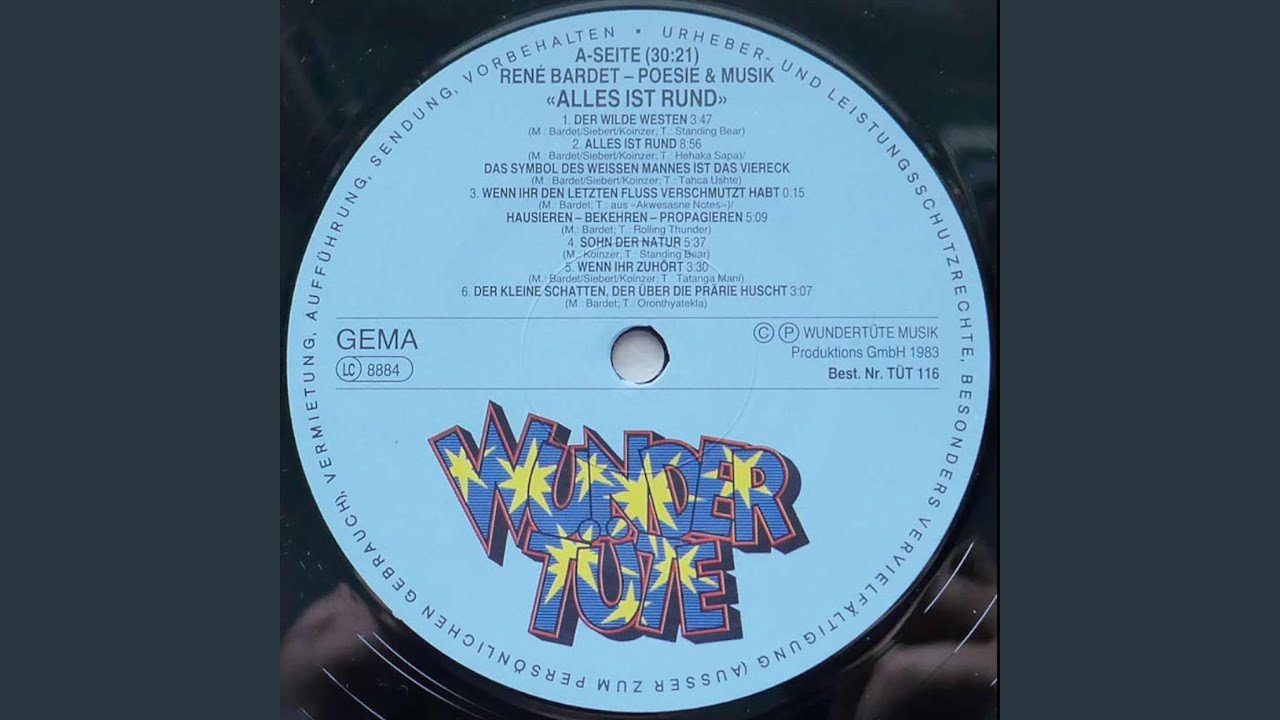 A-SEITE (30:21)
RENÉ BARDET – POESIE & MUSIK
«ALLES IST RUND»
1. DER WILDE WESTEN 3:47
(M.: Bardet/Siebert/Koinzer; T.: Standing Bear)
2. ALLES IST RUND 8:56
(M.: Bardet/Siebert/Koinzer; T.: Hehaka Sapa)/
DAS SYMBOL DES WEISSEN MANNES IST DAS VIERECK
(M.: Bardet/Siebert/Koinzer; T.: Tahca Ushte)
3. WENN IHR DEN LETZTEN FLUSS VERSCHMUTZT HABT 0:15
(M.: Bardet; T.: aus «Akwesasne Notes»)/
HAUSIEREN – BEKEHREN – PROPAGIEREN 5:09
(M.: Bardet; T.: Rolling Thunder)
4. SOHN DER NATUR 5:37
(M.: Koinzer; T.: Standing Bear)
5. WENN IHR ZUHÖRT 3:30
(M.: Bardet/Siebert/Koinzer; T.: Tatanga Mani)
6. DER KLEINE SCHATTEN, DER ÜBER DIE PRÄRIE HUSCHT 3:07
(M.: Bardet; T.: Oronthyatekla)
GEMA
LC 8884
Ⓒ Ⓟ WUNDERTÜTE MUSIK
Produktions GmbH 1983
Best. Nr. TÜT 116
WUNDER
TÜTE
• URHEBER- UND LEISTUNGSSCHUTZRECHTE, BESONDERS VERVIELFÄLTIGUNG (AUSSER ZUM PERSÖNLICHEN GEBRAUCH), VERMIETUNG, AUFFÜHRUNG, SENDUNG, VORBEHALTEN